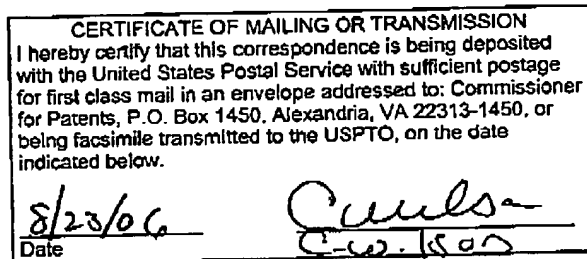 CERTIFICATE OF MAILING OR TRANSMISSION
I hereby certify that this correspondence is being deposited
with the United States Postal Service with sufficient postage
for first class mail in an envelope addressed to: Commissioner
for Patents, P.O. Box 1450, Alexandria, VA 22313-1450, or
being facsimile transmitted to the USPTO, on the date
indicated below.
8/23/06
Date
C. Wilson